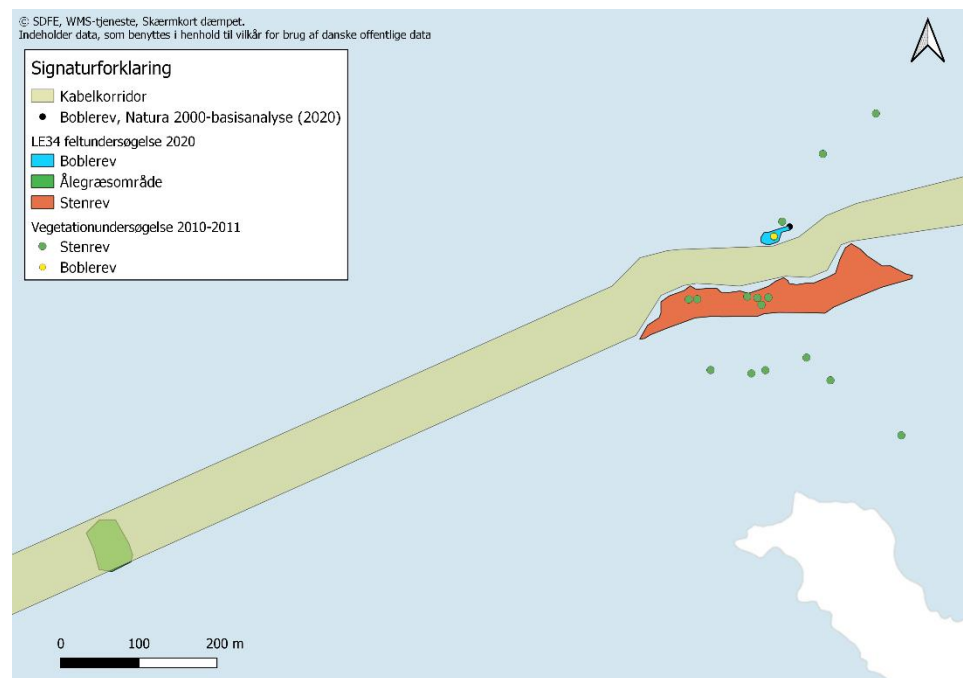 © SDFE, WMS-tjeneste, Skærmkort dæmpet.
Indeholder data, som benyttes i henhold til vilkår for brug af danske offentlige data
Signaturforklaring
Kabelkorridor
Boblerev, Natura 2000-basisanalyse (2020)
LE34 feltundersøgelse 2020
Boblerev
Ålegræsområde
Stenrev
Vegetationundersøgelse 2010-2011
Stenrev
Boblerev
0 100 200 m